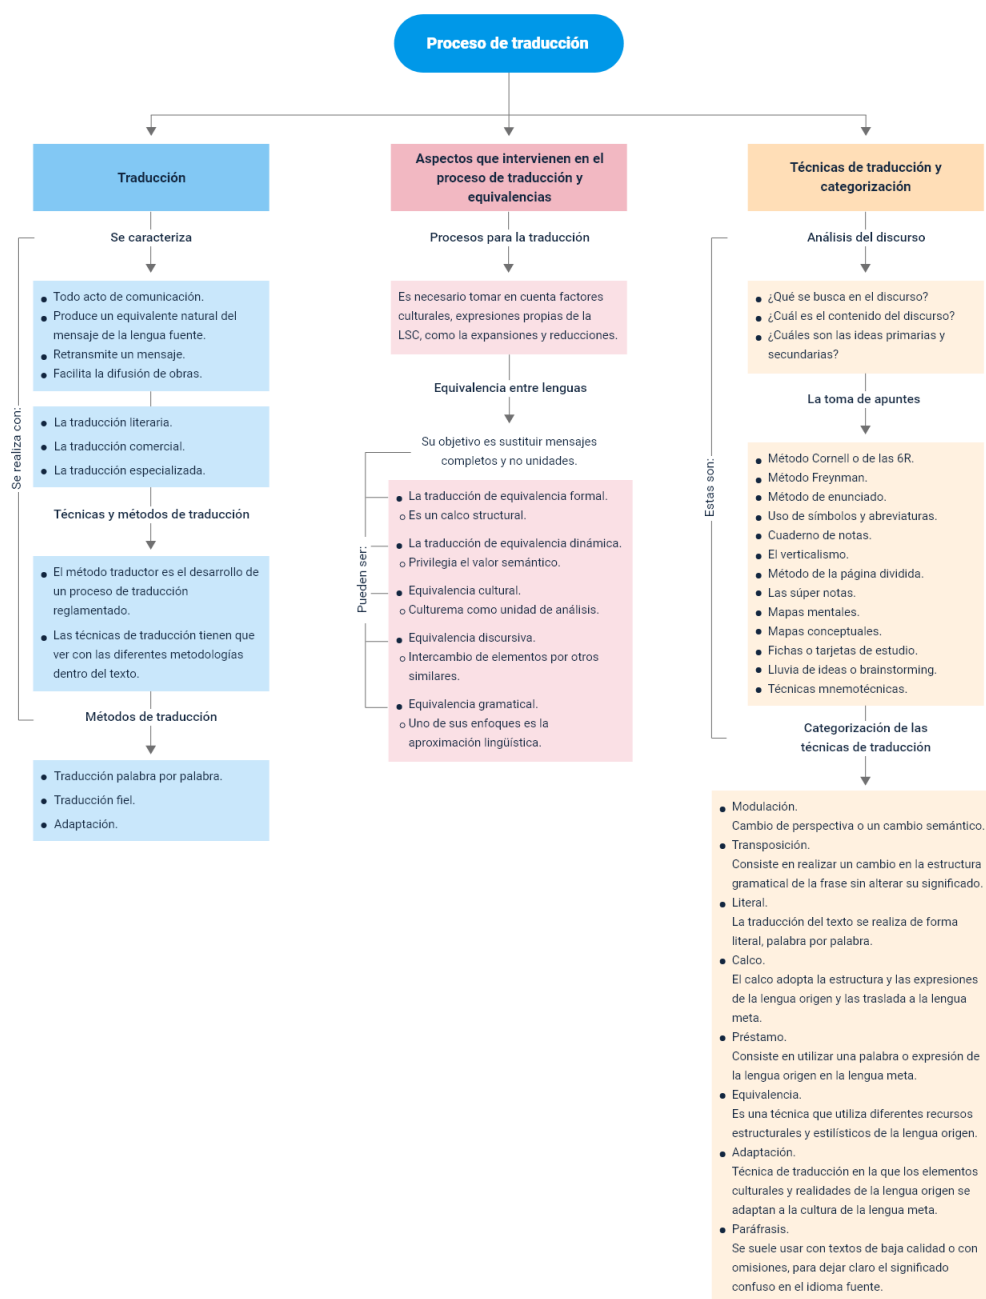 Proceso de traducción
Traducción
Se caracteriza
Se realiza con:
Todo acto de comunicación.
Produce un equivalente natural del
mensaje de la lengua fuente.
Retransmite un mensaje.
Facilita la difusión de obras.
La traducción literaria.
La traducción comercial.
La traducción especializada.
Técnicas y métodos de traducción
El método traductor es el desarrollo de
un proceso de traducción
reglamentado.
Las técnicas de traducción tienen que
ver con las diferentes metodologías
dentro del texto.
Métodos de traducción
Traducción palabra por palabra.
Traducción fiel.
Adaptación.
Aspectos que intervienen en el
proceso de traducción y
equivalencias
Procesos para la traducción
Es necesario tomar en cuenta factores
culturales, expresiones propias de la
LSC, como la expansiones y reducciones.
Equivalencia entre lenguas
Su objetivo es sustituir mensajes
completos y no unidades.
Pueden ser:
La traducción de equivalencia formal.
Es un calco structural.
La traducción de equivalencia dinámica.
Privilegia el valor semántico.
Equivalencia cultural.
Culturema como unidad de análisis.
Equivalencia discursiva.
Intercambio de elementos por otros
similares.
Equivalencia gramatical.
Uno de sus enfoques es la
aproximación lingüística.
Técnicas de traducción y
categorización
Análisis del discurso
Estas son:
¿Qué se busca en el discurso?
¿Cuál es el contenido del discurso?
¿Cuáles son las ideas primarias y
secundarias?
La toma de apuntes
Método Cornell o de las 6R.
Método Freynman.
Método de enunciado.
Uso de símbolos y abreviaturas.
Cuaderno de notas.
El verticalismo.
Método de la página dividida.
Las súper notas.
Mapas mentales.
Mapas conceptuales.
Fichas o tarjetas de estudio.
Lluvia de ideas o brainstorming.
Técnicas mnemotécnicas.
Categorización de las
técnicas de traducción
Modulación.
Cambio de perspectiva o un cambio semántico.
Transposición.
Consiste en realizar un cambio en la estructura
gramatical de la frase sin alterar su significado.
Literal.
La traducción del texto se realiza de forma
literal, palabra por palabra.
Calco.
El calco adopta la estructura y las expresiones
de la lengua origen y las traslada a la lengua
meta.
Préstamo.
Consiste en utilizar una palabra o expresión de
la lengua origen en la lengua meta.
Equivalencia.
Es una técnica que utiliza diferentes recursos
estructurales y estilísticos de la lengua origen.
Adaptación.
Técnica de traducción en la que los elementos
culturales y realidades de la lengua origen se
adaptan a la cultura de la lengua meta.
Paráfrasis.
Se suele usar con textos de baja calidad o con
omisiones, para dejar claro el significado
confuso en el idioma fuente.